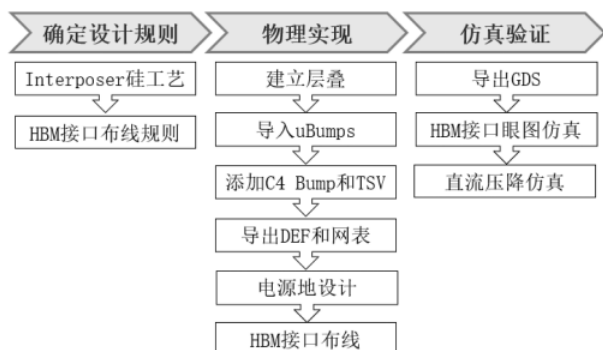 确定设计规则
Interposer硅工艺
HBM接口布线规则
物理实现
建立层叠
导入uBumps
添加C4 Bump和TSV
导出DEF和网表
电源地设计
HBM接口布线
仿真验证
导出GDS
HBM接口眼图仿真
直流压降仿真